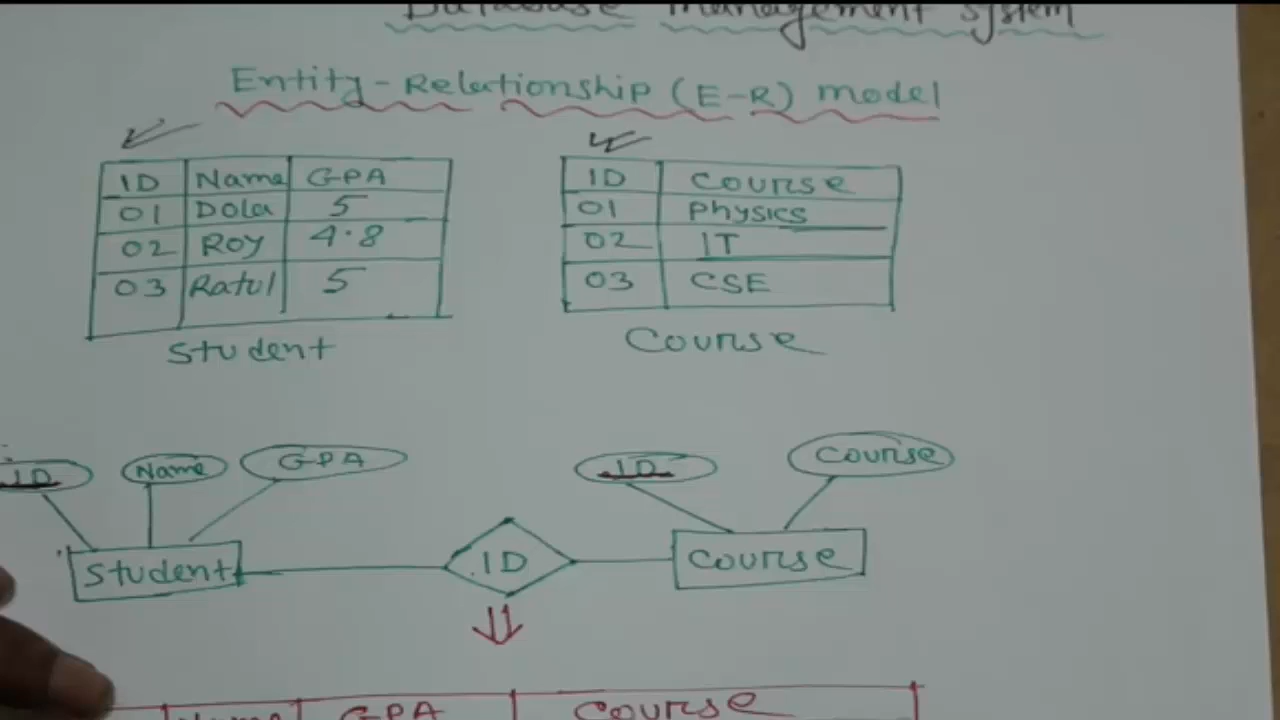 Database Management System
Entity-Relationship (E-R) model
ID Name GPA
01 Dola 5
02 Roy 4.8
03 Ratul 5
Student
ID Course
01 Physics
02 IT
03 CSE
Course
ID Name GPA
Student
ID
ID Course
Course
Name GPA Course